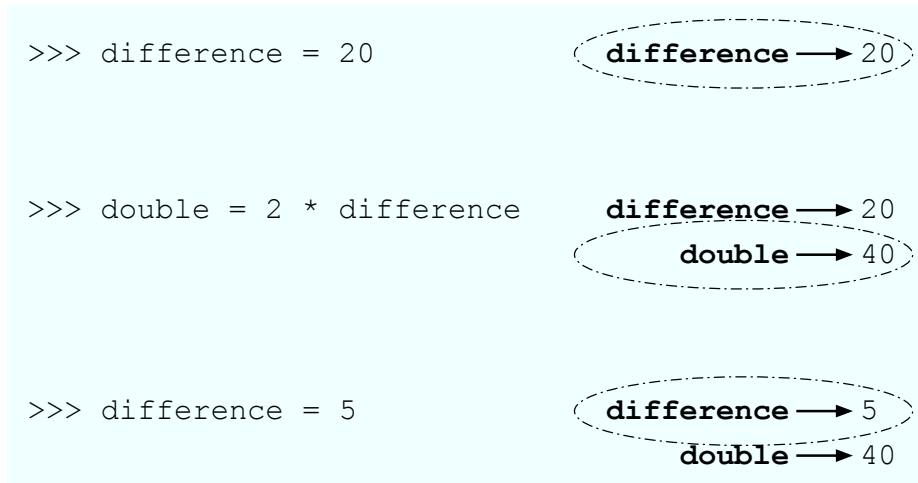 >>> difference = 20 difference 20
>>> double = 2 * difference difference 20
double 40
>>> difference = 5 difference 5
double 40